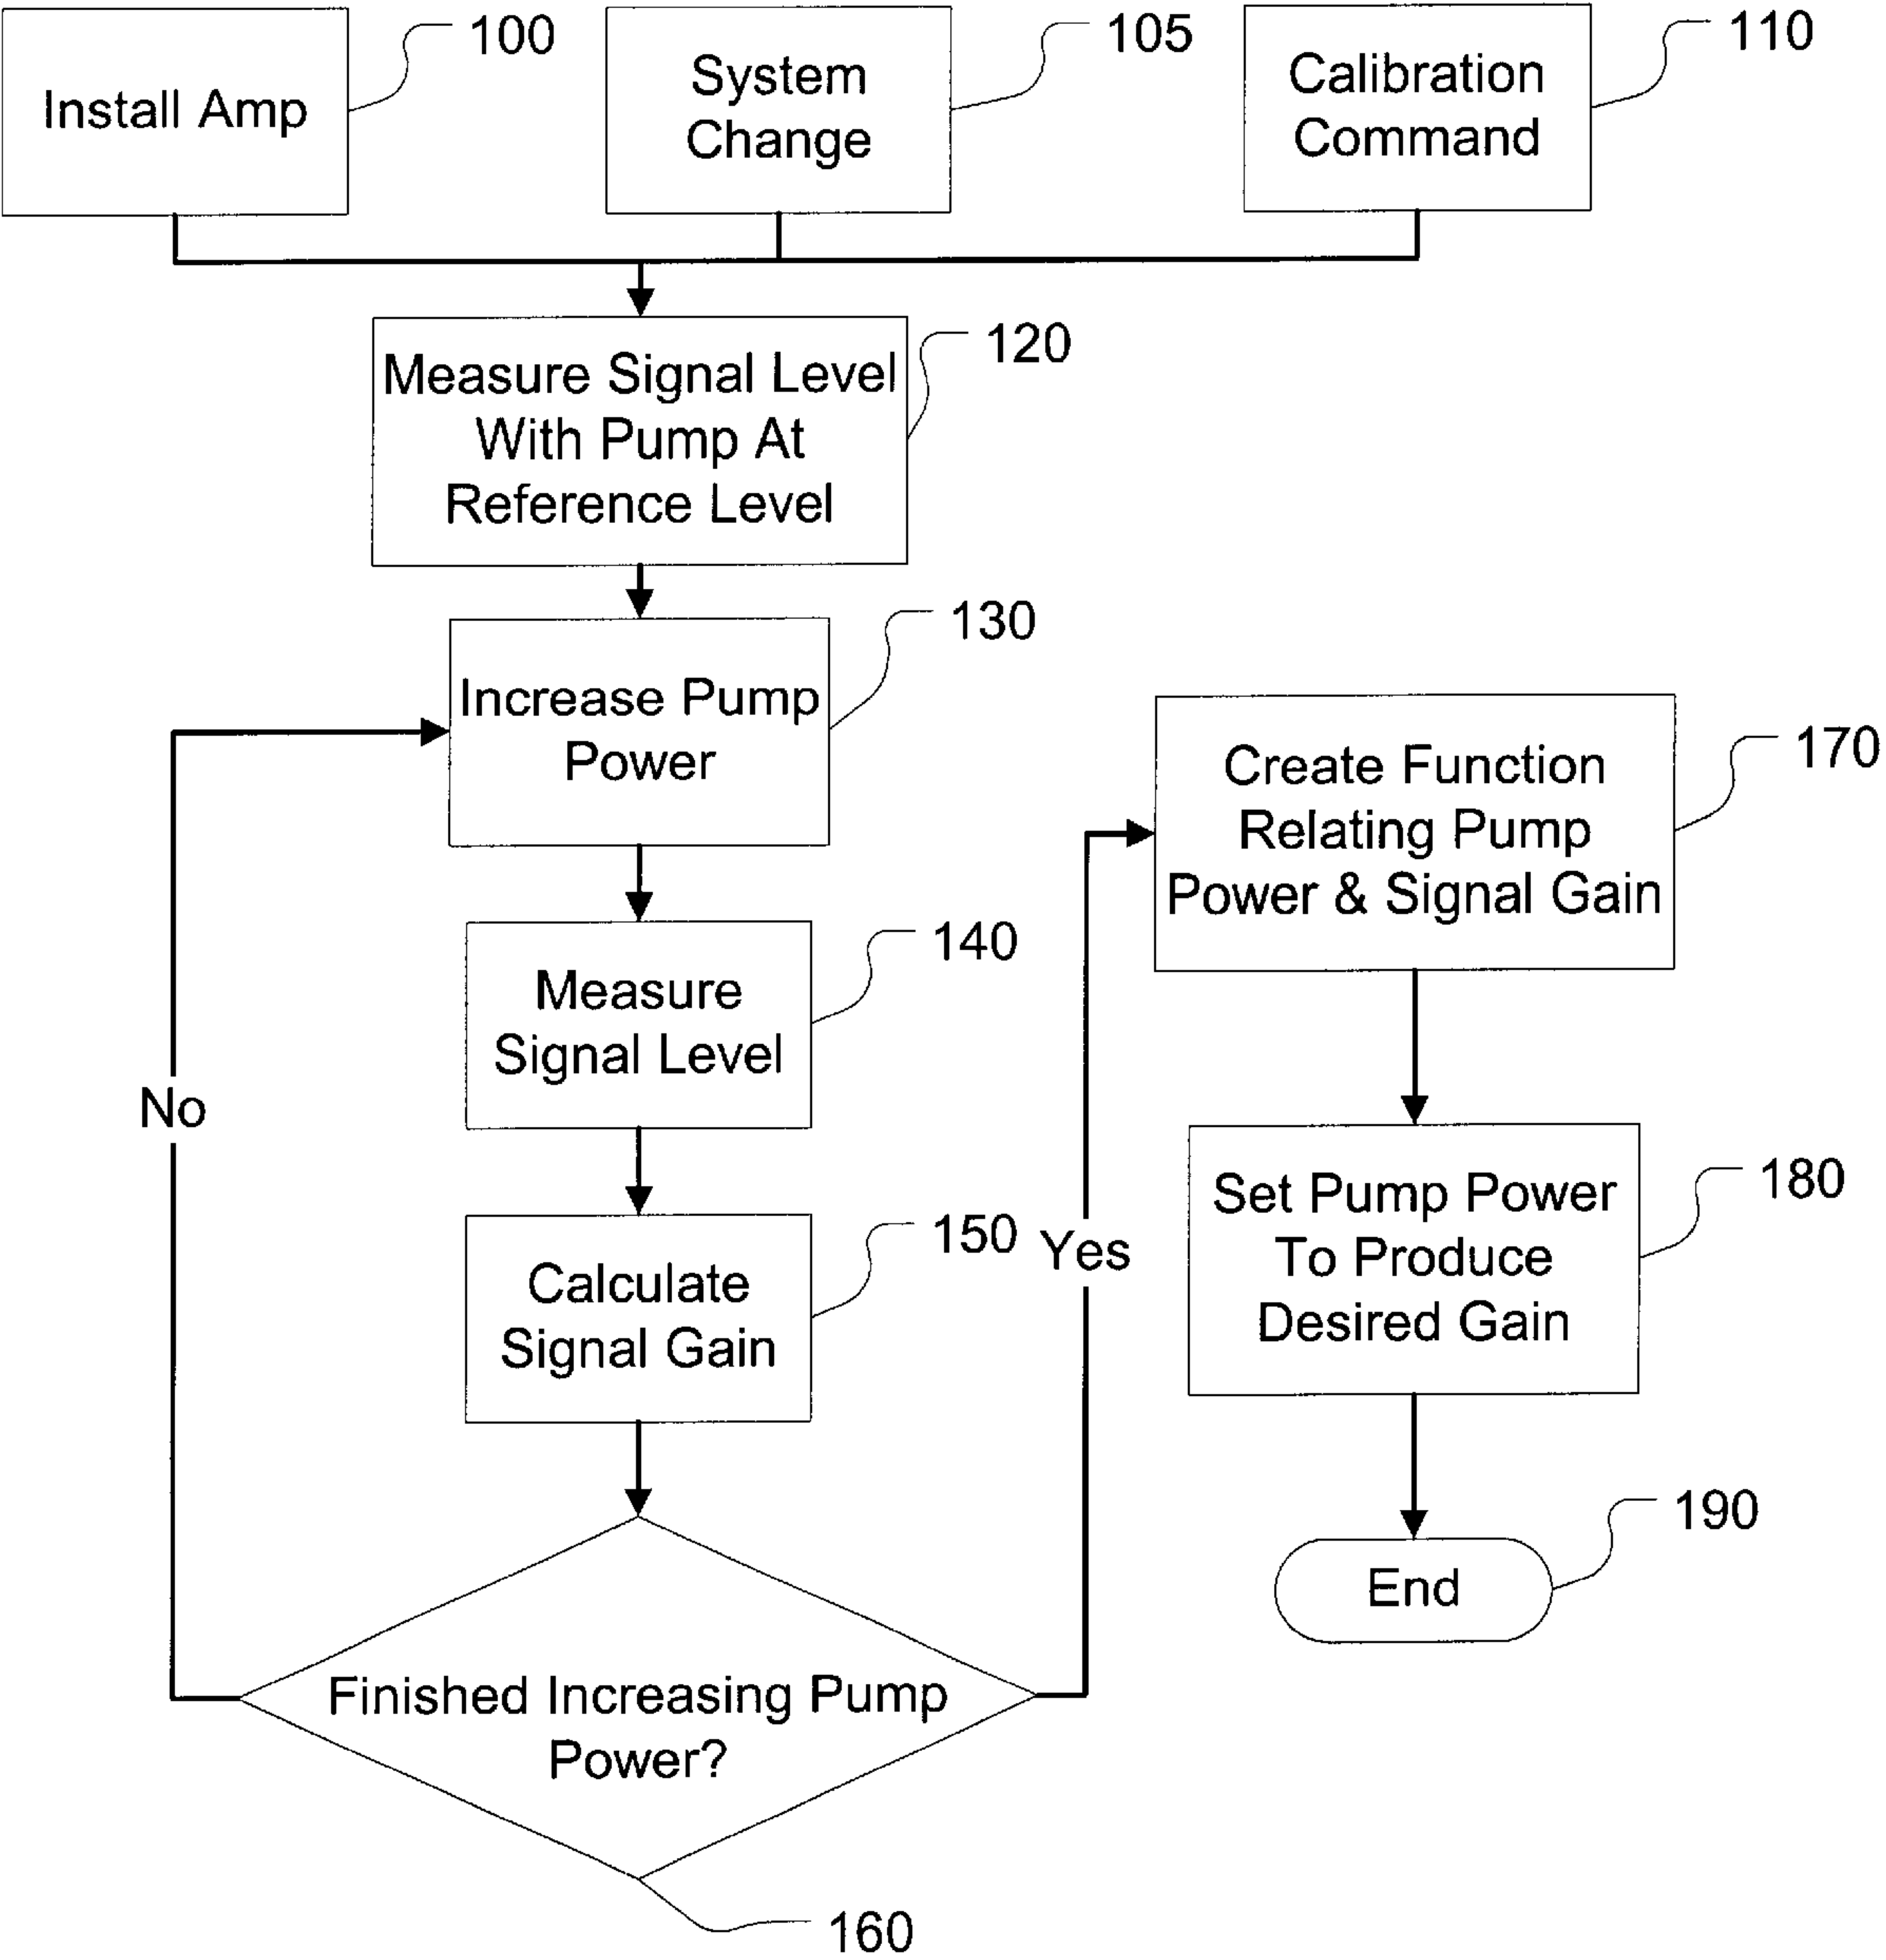 100
Install Amp
105
System
Change
110
Calibration
Command
120
Measure Signal Level
With Pump At
Reference Level
130
Increase Pump
Power
140
Measure
Signal Level
No
150
Calculate
Signal Gain
Yes
Finished Increasing Pump
Power?
160
170
Create Function
Relating Pump
Power & Signal Gain
180
Set Pump Power
To Produce
Desired Gain
190
End